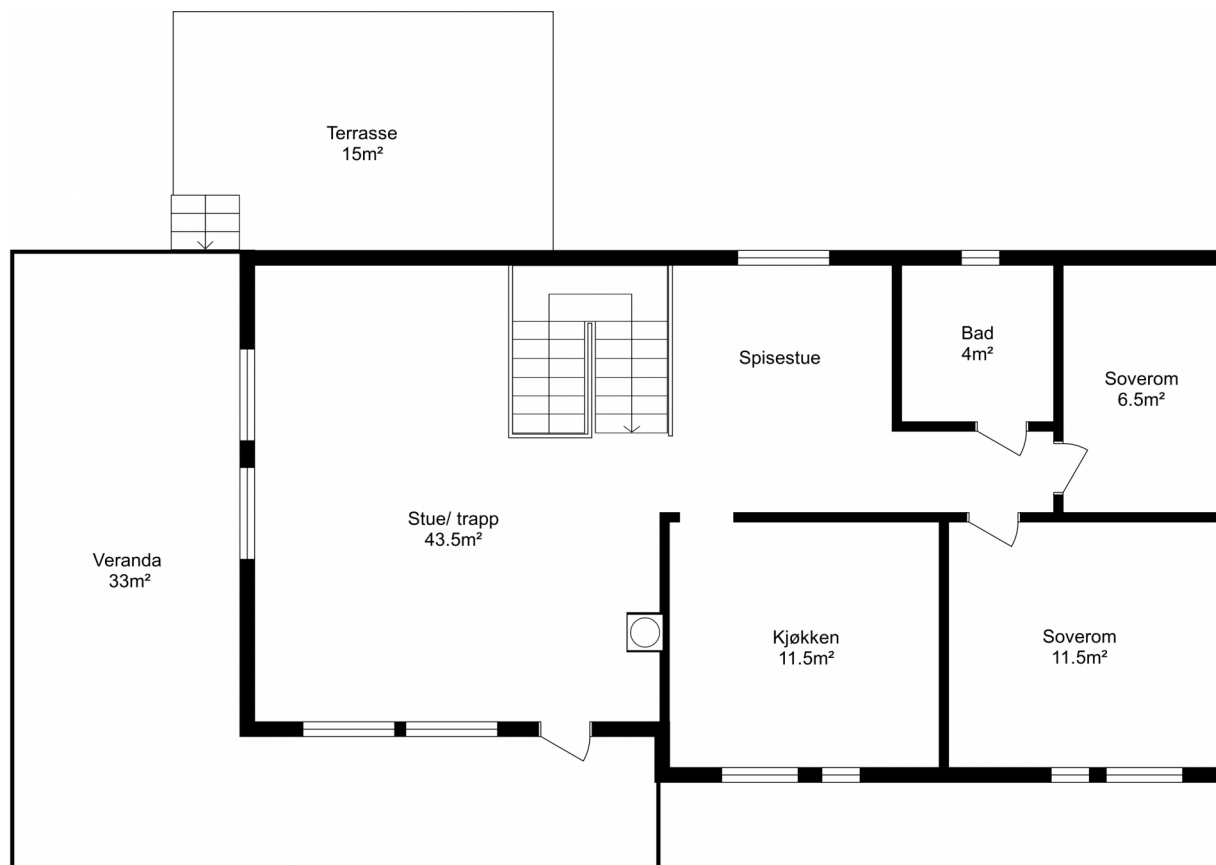 Terrasse
15m²
Bad
4m²
Spisestue
Soverom
6.5m²
Stue/ trapp
43.5m²
Veranda
33m²
Kjøkken
11.5m²
Soverom
11.5m²